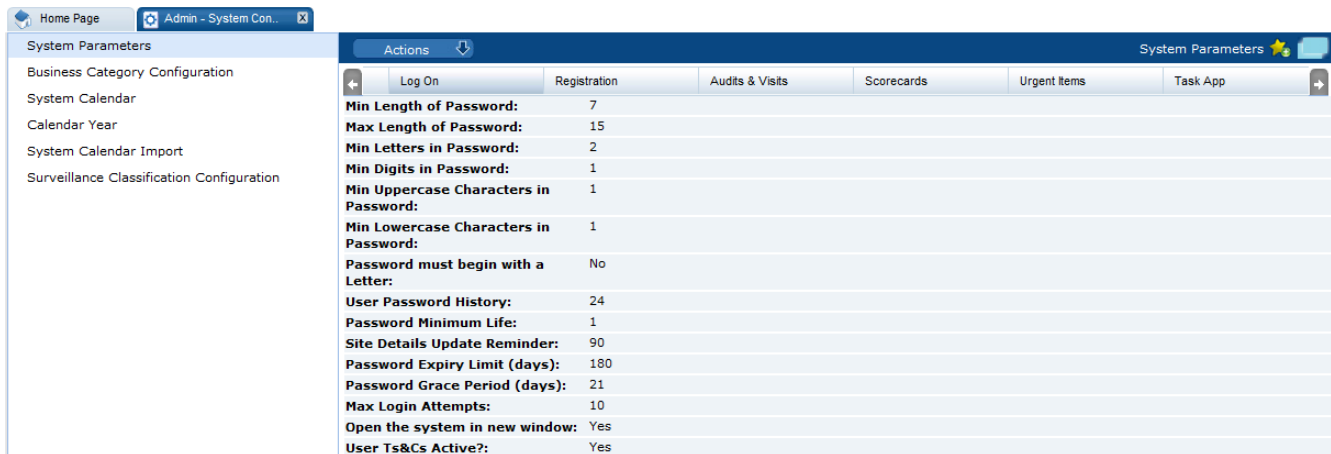 Home Page
Admin - System Con..
X
System Parameters
Business Category Configuration
System Calendar
Calendar Year
System Calendar Import
Surveillance Classification Configuration
Actions
System Parameters
Log On Registration Audits & Visits Scorecards Urgent Items Task App
Min Length of Password: 7
Max Length of Password: 15
Min Letters in Password: 2
Min Digits in Password: 1
Min Uppercase Characters in 1
Password:
Min Lowercase Characters in 1
Password:
Password must begin with a No
Letter:
User Password History: 24
Password Minimum Life: 1
Site Details Update Reminder: 90
Password Expiry Limit (days): 180
Password Grace Period (days): 21
Max Login Attempts: 10
Open the system in new window: Yes
User Ts&Cs Active?: Yes